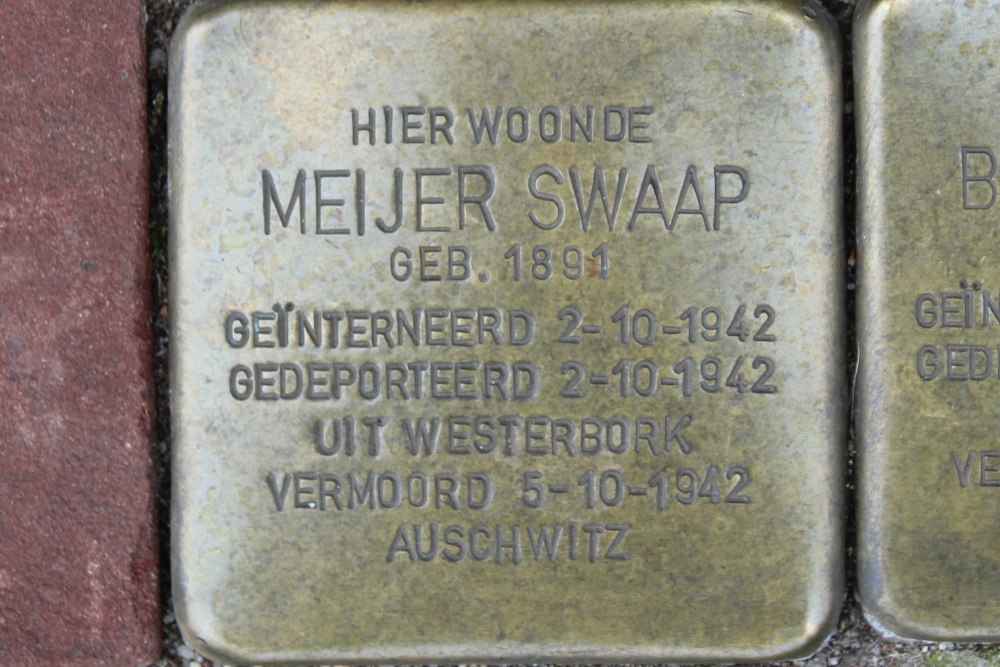 HIER WOONDE
MEIJER SWAAP
GEB. 1891
GEÏNTERNEERD 2-10-1942
GEDEPORTEERD 2-10-1942
UIT WESTERBORK
VERMOORD 5-10-1942
AUSCHWITZ